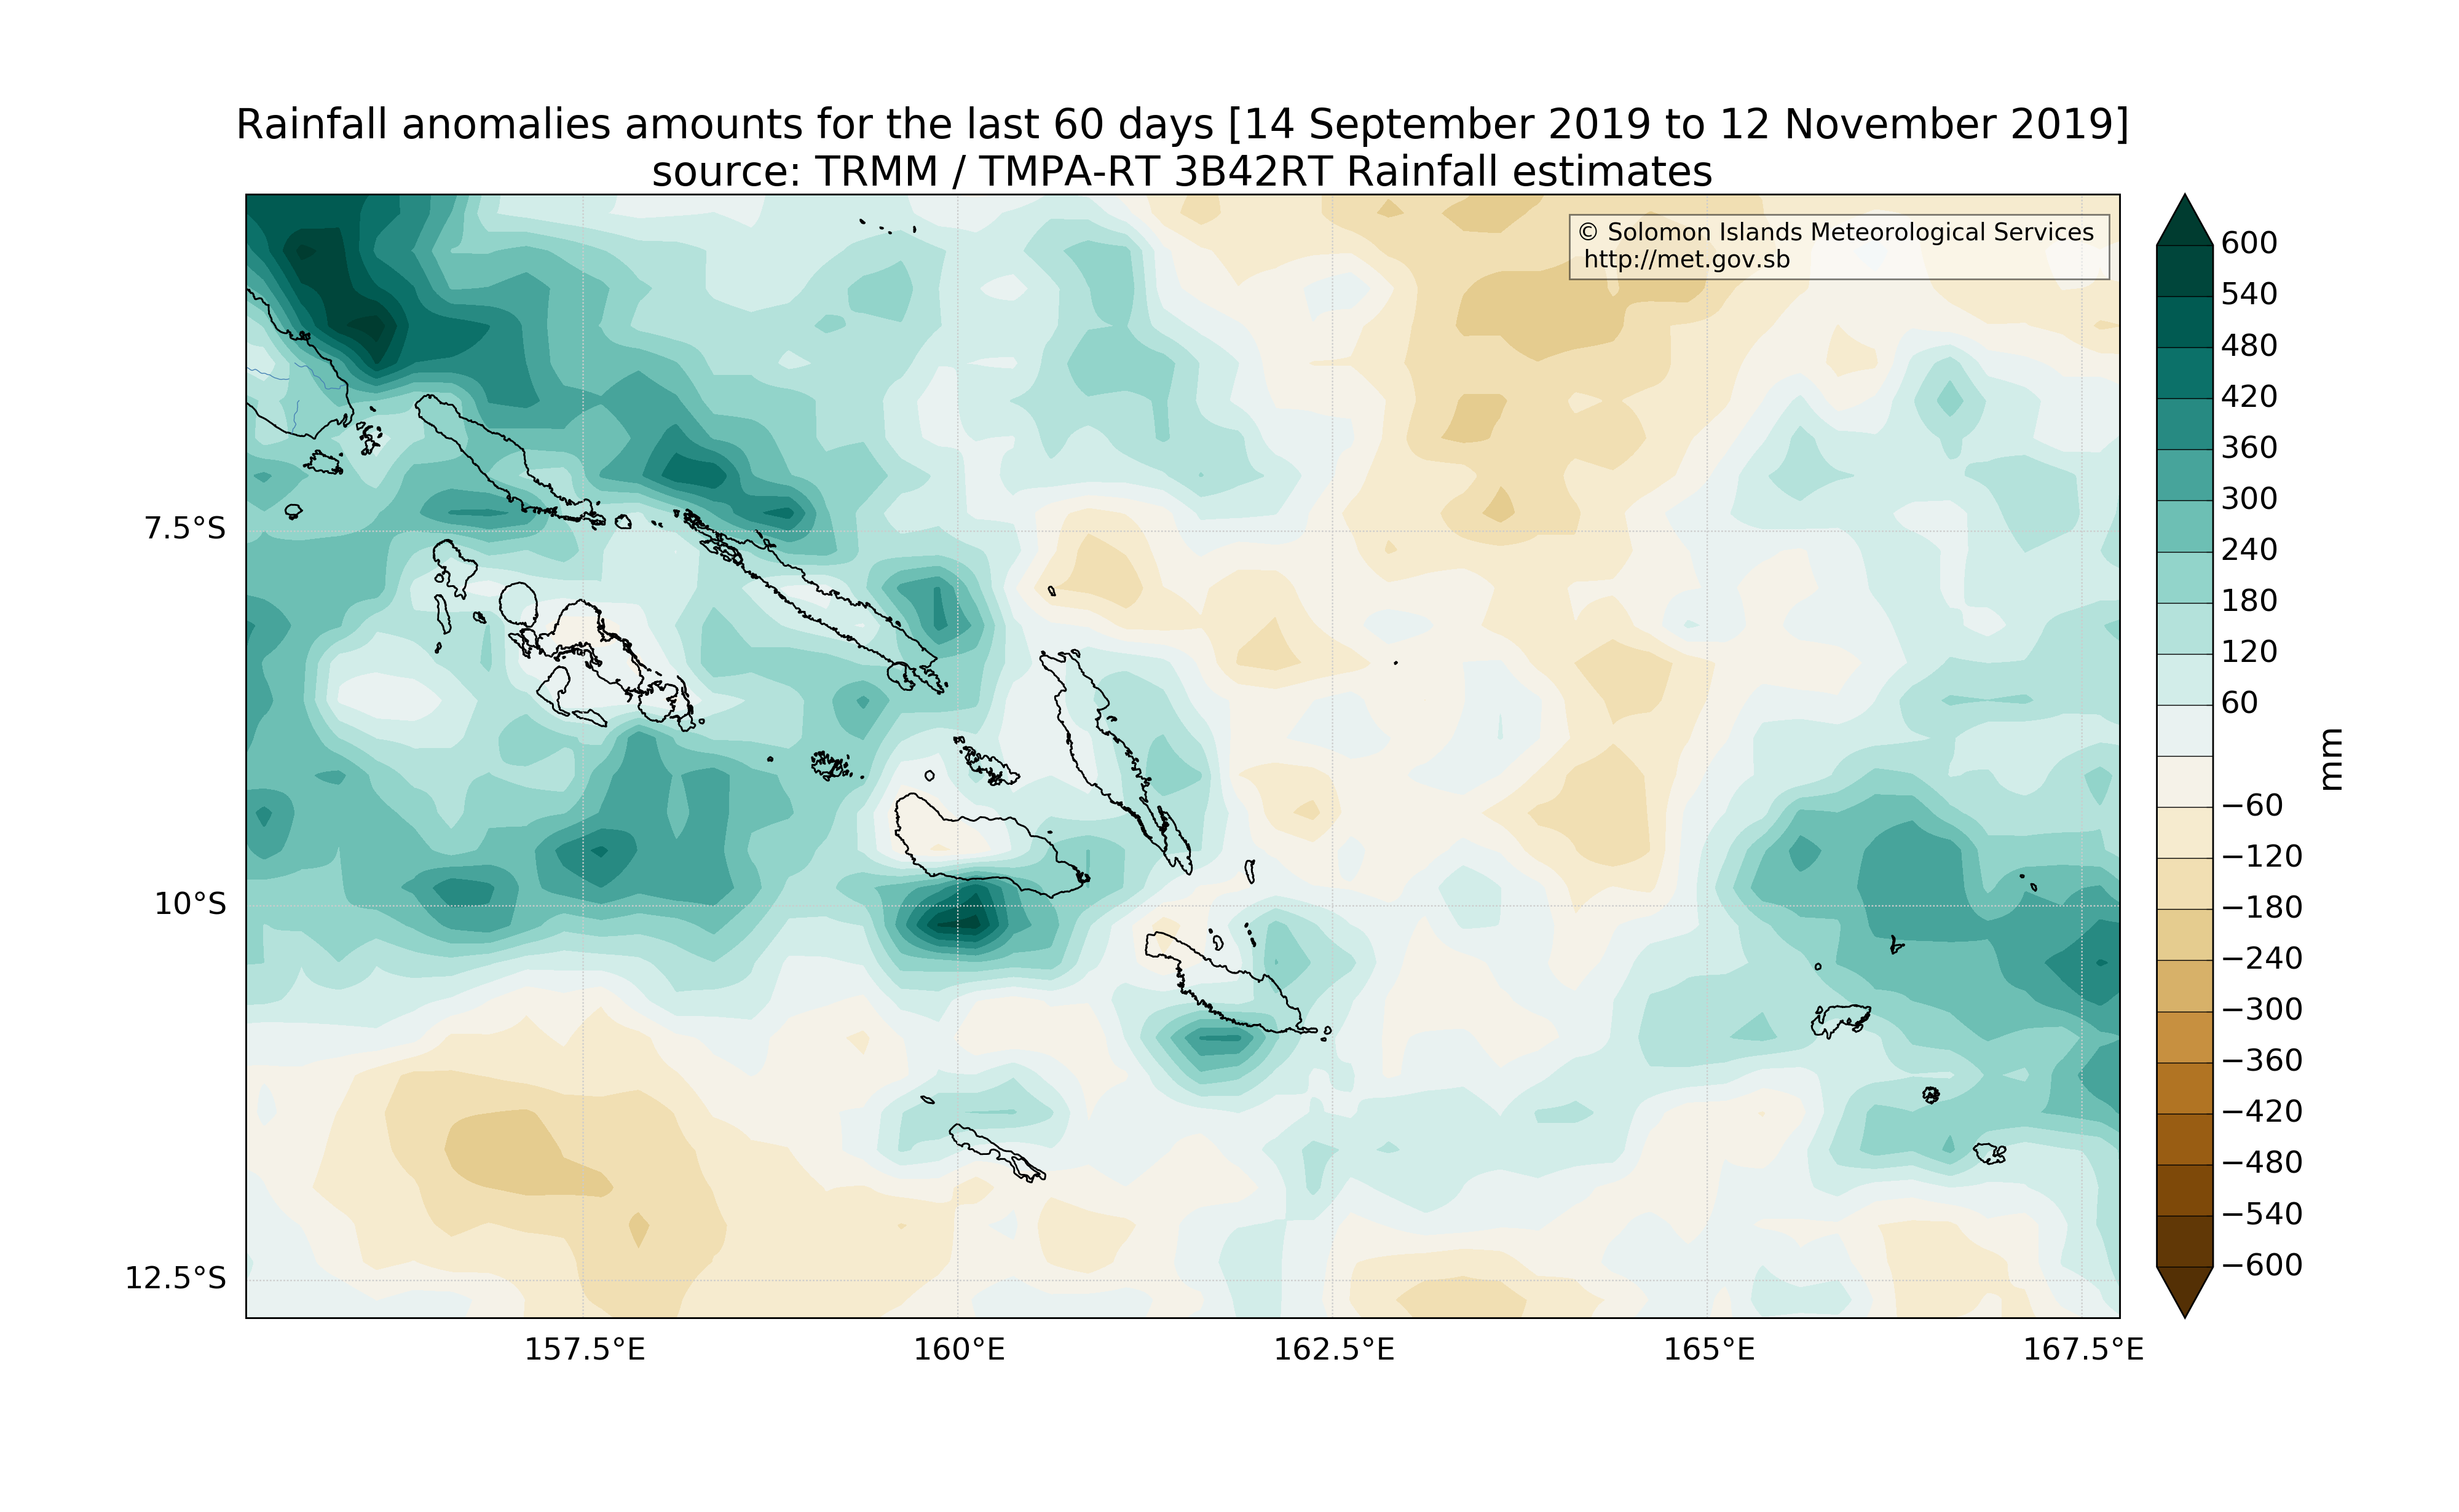 Rainfall anomalies amounts for the last 60 days [14 September 2019 to 12 November 2019]
source: TRMM / TMPA-RT 3B42RT Rainfall estimates
© Solomon Islands Meteorological Services
http://met.gov.sb
7.5°S
10°S
12.5°S
157.5°E
160°E
162.5°E
165°E
167.5°E
600
540
480
420
360
300
240
180
120
60
−60
−120
−180
−240
−300
−360
−420
−480
−540
−600
mm